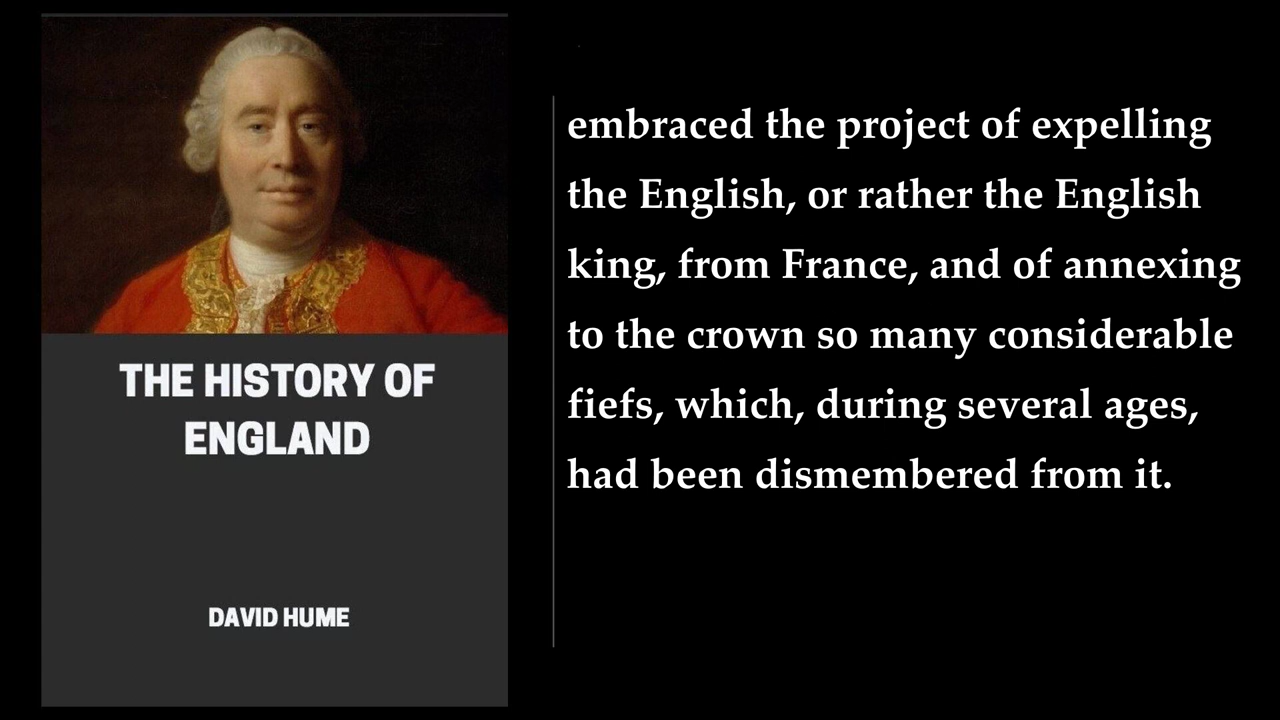 THE HISTORY OF
ENGLAND
DAVID HUME
embraced the project of expelling
the English, or rather the English
king, from France, and of annexing
to the crown so many considerable
fiefs, which, during several ages,
had been dismembered from it.